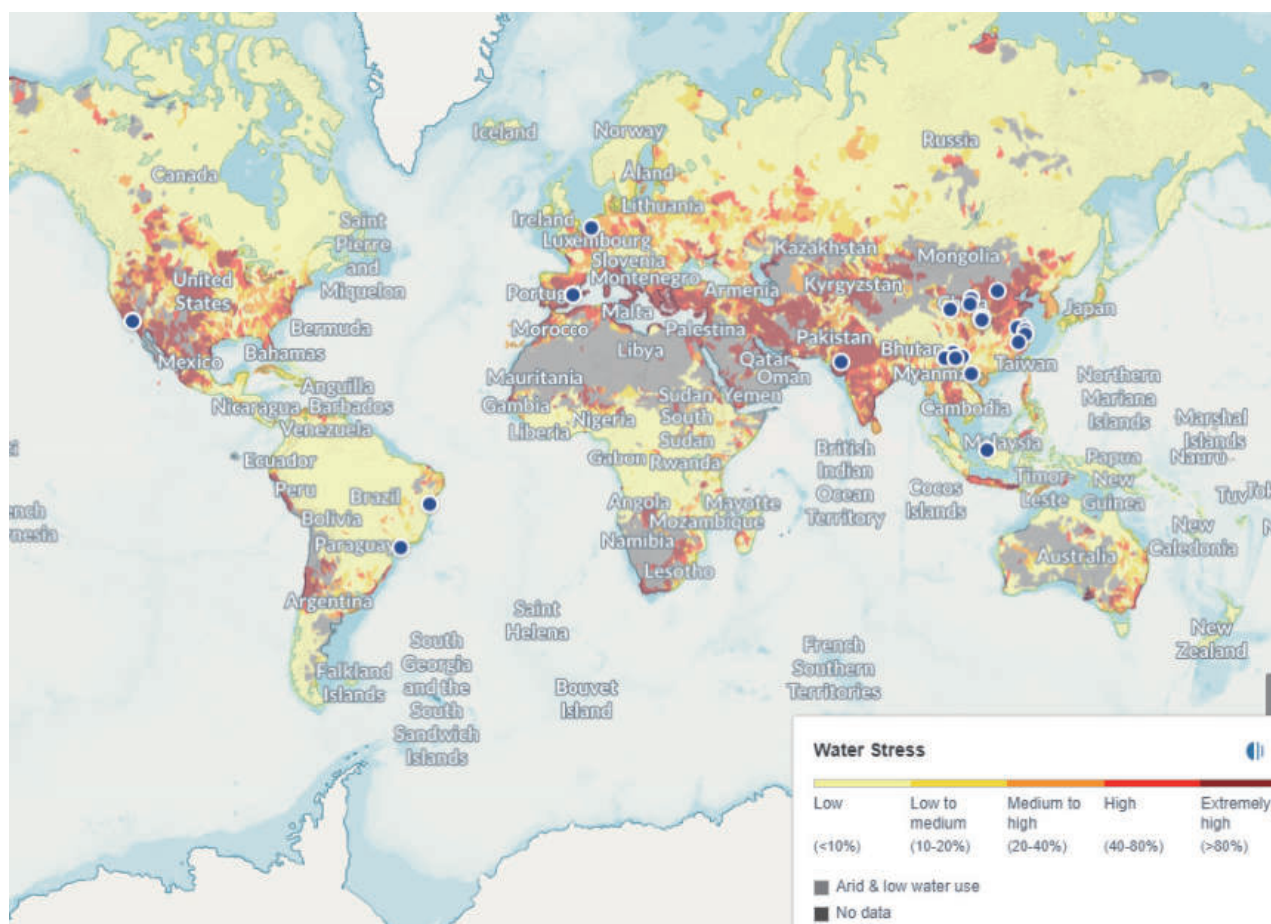 Iceland
Norway
Russia
Canada
Åland
Lithuania
Ireland
Saint
Pierre
and
Miquelon
Luxembourg
Slovenia
Kazakhstan
Mongolia
United
States
Montenegro
Armenia
Kyrgyzstan
Portug
Malta
Japan
Bermuda
Morocco
Palestina
Pakistan
Mexico
Bahamas
Libya
Qatar
Bhutan
Taiwan
Oman
Myanm
Mauritania
Anguilla
Northern
Mariana
Islands
Nicaragua
Barbados
Gambia
Sudan
Yemen
Cambodia
Venezuela
Liberia
Nigeria
South
Sudan
Marshal
Islands
Ecuador
Gabon
Rwanda
British
Indian
Ocean
Territory
Malaysia
Papua
New
Guinea
Nauru
Peru
Brazil
Angola
Mayotte
Cocos
Islands
Timor
Leste
Tuv
Tok
ench
nesia
Bolivia
Mozambique
New
Caledonia
Paraguay
Namibia
Australia
Lesotho
Argentina
Saint
Helena
New
Zealand
South
Georgia
and the
South
Sandwich
Islands
French
Southern
Territories
Falkland
Islands
Bouvet
Island
Water Stress
Low
Low to
medium
Medium to
high
High
Extremely
high
(<10%)
(10-20%)
(20-40%)
(40-80%)
(>80%)
Arid & low water use
No data